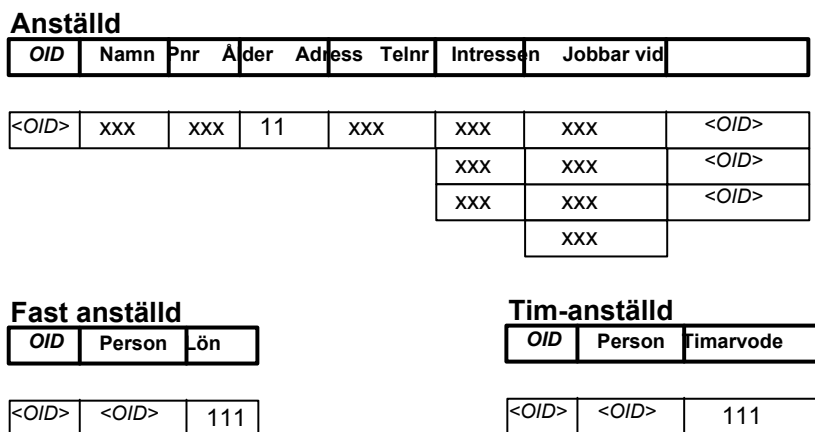 Anställd
OID Namn Pnr Ålder Adress Telnr Intressen Jobbar vid
<OID> xxx xxx 11 xxx xxx xxx <OID>
xxx xxx <OID>
xxx xxx <OID>
xxx
Fast anställd
OID Person Lön
<OID> <OID> 111
Tim-anställd
OID Person Timarvode
<OID> <OID> 111